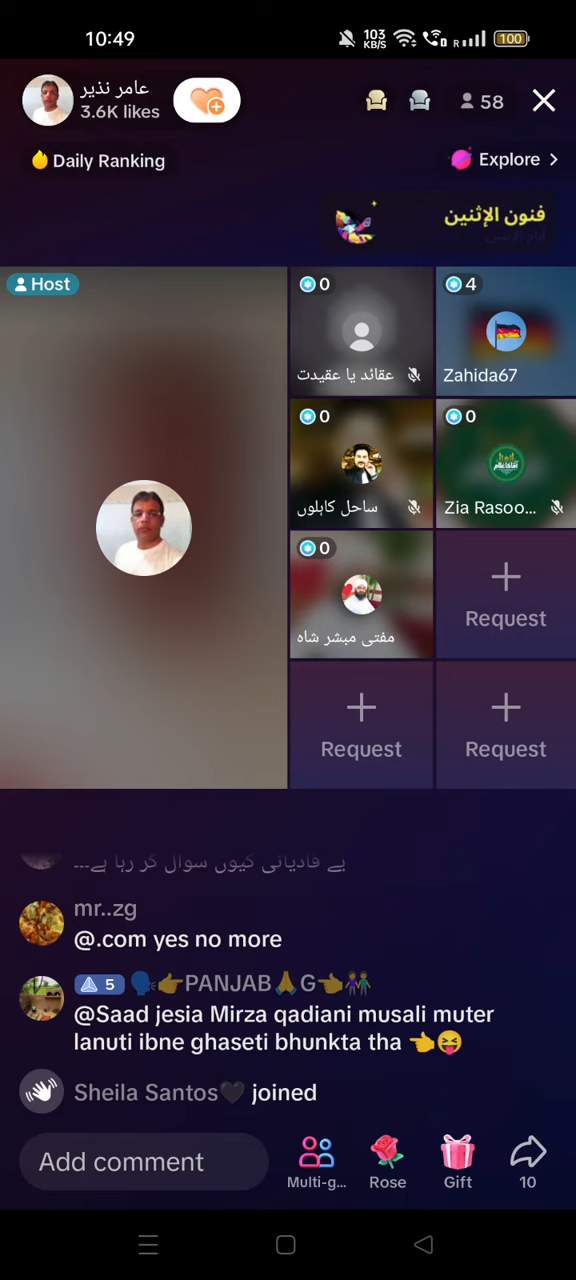 10:49
103 KB/S
R
100
عامر نذیر
3.6K likes
58
Daily Ranking
Explore
فنون الإثنين
Host
0
عقائد یا عقیدت
4
Zahida67
0
ساحل کاہلوں
0
Zia Rasoo...
0
مفتی مبشر شاہ
Request
Request
Request
یے قادیانی کیوں سوال کر رہا ہے...
mr..zg
@.com yes no more
5 🗣👉PANJAB🙏G👈👫
@Saad jesia Mirza qadiani musali muter
lanuti ibne ghaseti bhunkta tha 👈😝
Sheila Santos🖤 joined
Add comment
Multi-g...
Rose
Gift
10